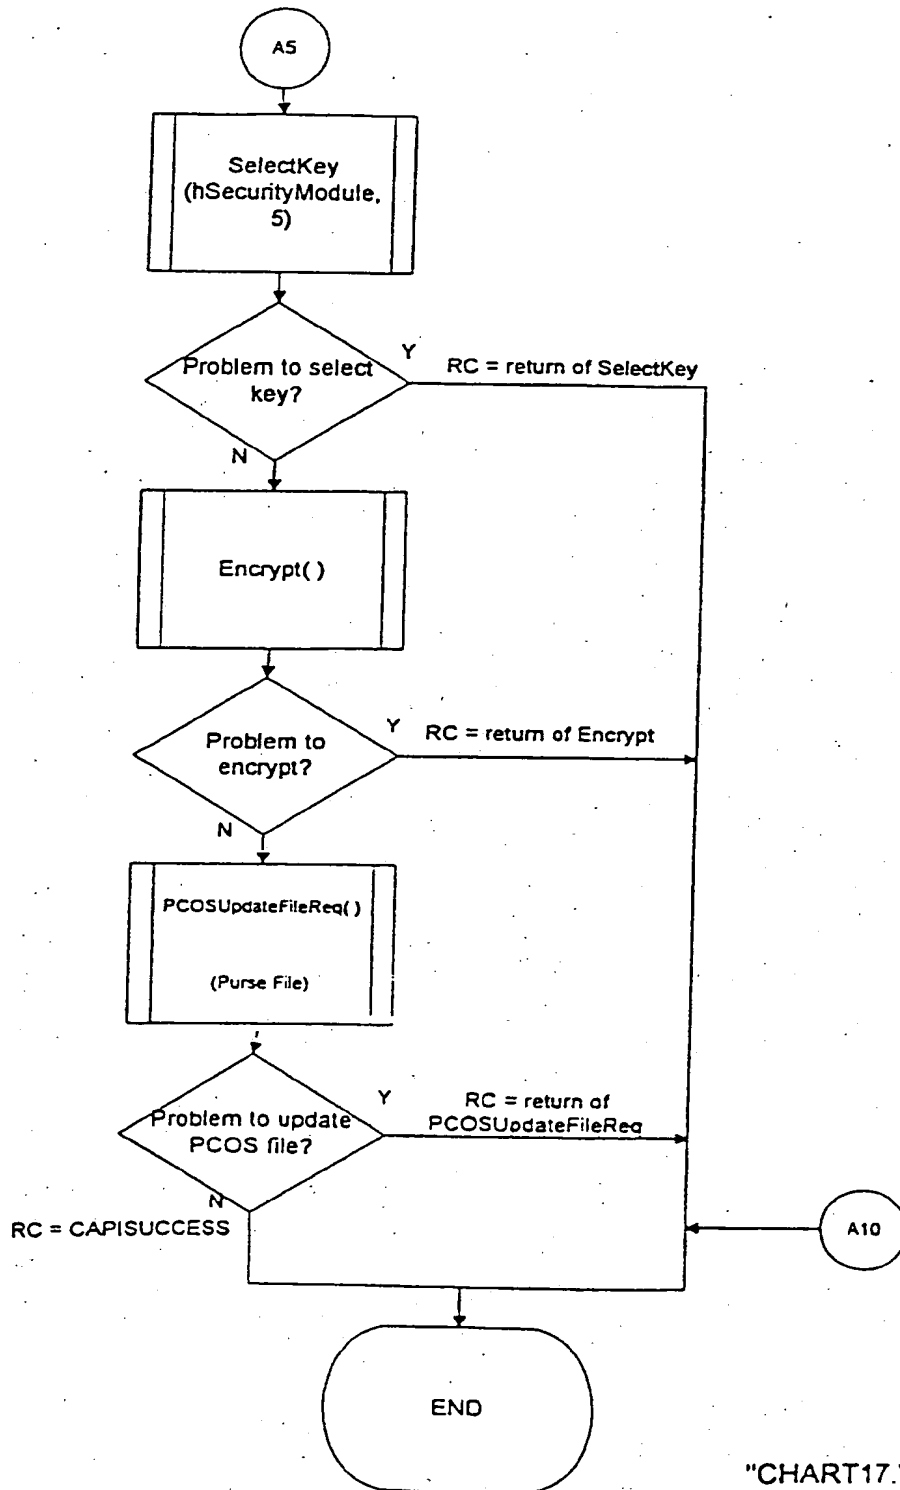 A5
SelectKey
(hSecurityModule,
5)
Problem to select
key?
Y
RC = return of SelectKey
N
Encrypt( )
Problem to
encrypt?
Y
RC = return of Encrypt
N
PCOSUpdateFileReq( )
(Purse File)
Problem to update
PCOS file?
Y
RC = return of
PCOSUpdateFileReq
N
RC = CAPISUCCESS
A10
END
"CHART17.